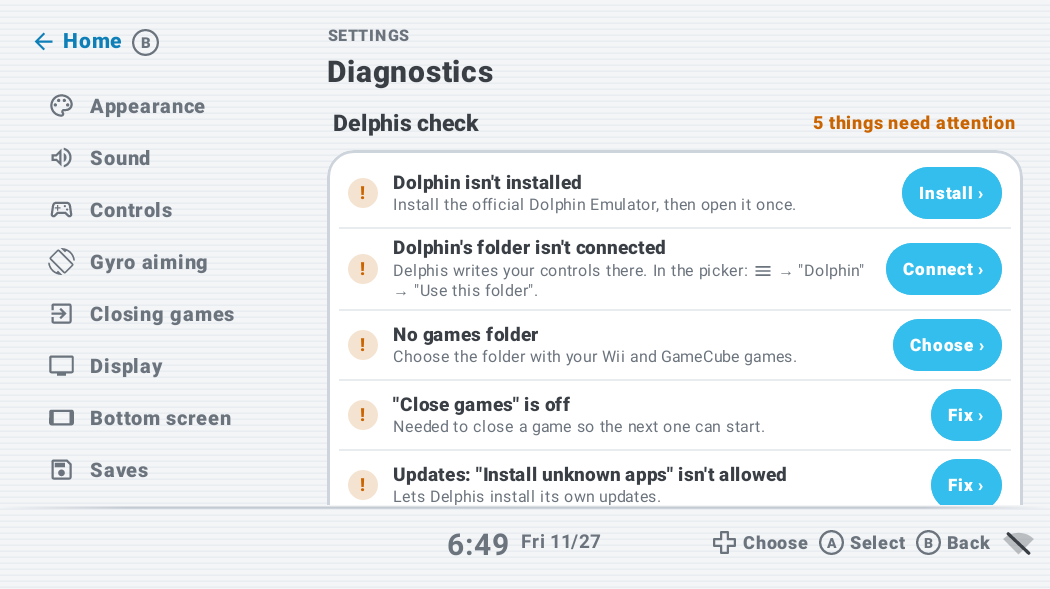 ← Home B
Appearance
Sound
Controls
Gyro aiming
Closing games
Display
Bottom screen
Saves
SETTINGS
Diagnostics
Delphis check
5 things need attention
! Dolphin isn't installed
Install the official Dolphin Emulator, then open it once.
Install ›
! Dolphin's folder isn't connected
Delphis writes your controls there. In the picker: ≡ → "Dolphin"
→ "Use this folder".
Connect ›
! No games folder
Choose the folder with your Wii and GameCube games.
Choose ›
! "Close games" is off
Needed to close a game so the next one can start.
Fix ›
! Updates: "Install unknown apps" isn't allowed
Lets Delphis install its own updates.
Fix ›
6:49 Fri 11/27
Choose A Select B Back